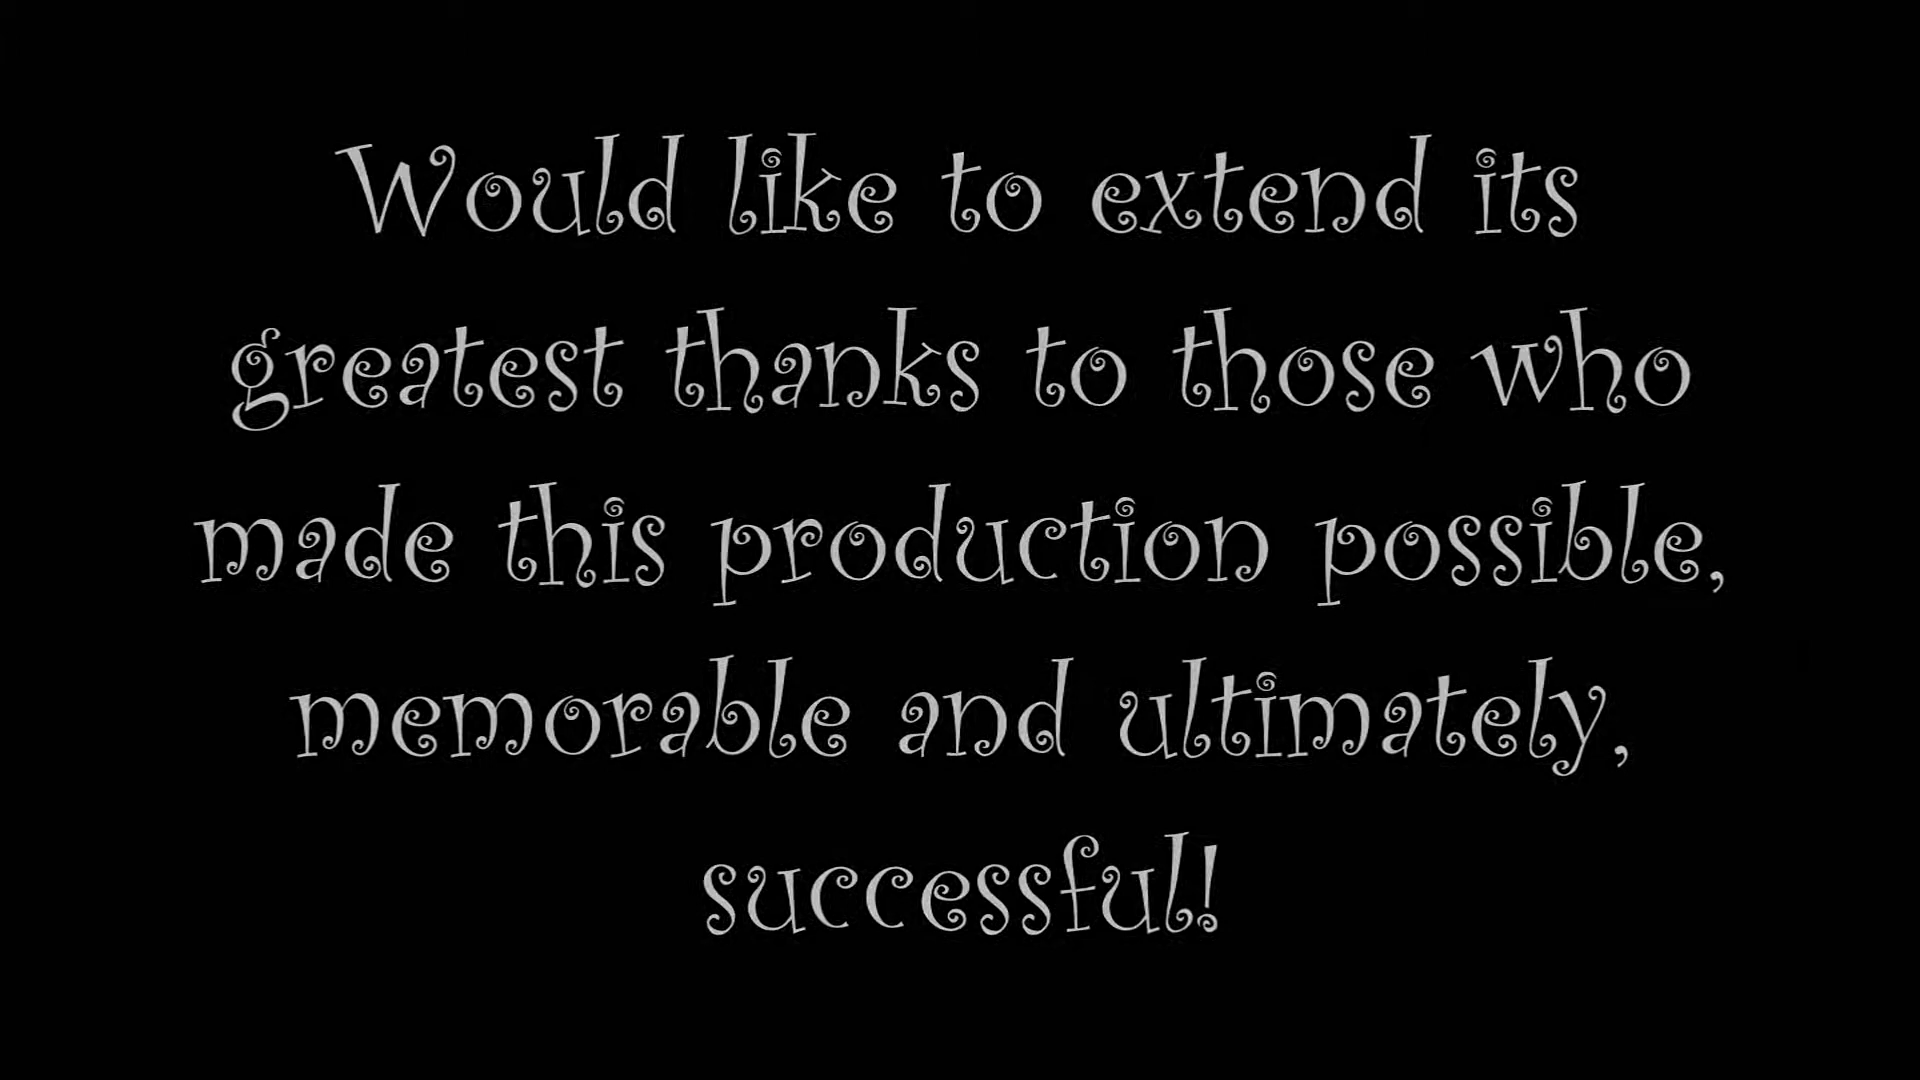 Would like to extend its
greatest thanks to those who
made this production possible,
memorable and ultimately,
successful!